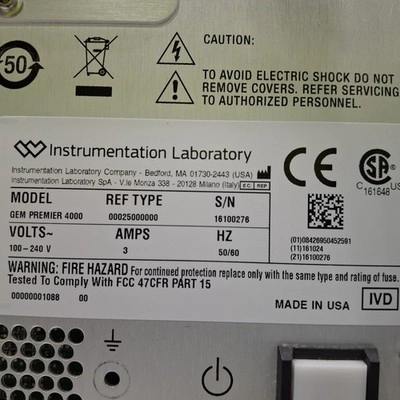 50
CAUTION:
TO AVOID ELECTRIC SHOCK DO NOT
REMOVE COVERS. REFER SERVICING
TO AUTHORIZED PERSONNEL.
Instrumentation Laboratory
Instrumentation Laboratory Company - Bedford, MA 01730-2443 (USA)
Instrumentation Laboratory SpA - V.le Monza 338 - 20128 Milano (Italy) EC REP
CE
C 161648 US
MODEL REF TYPE S/N
GEM PREMIER 4000 00025000000 16100276
VOLTS~ AMPS HZ
100-240 V 3 50/60
(01)08426950452591
(11)161024
(21)16100276
WARNING: FIRE HAZARD For continued protection replace only with the same type and rating of fuse.
Tested To Comply With FCC 47CFR PART 15
00000001088 00
MADE IN USA IVD